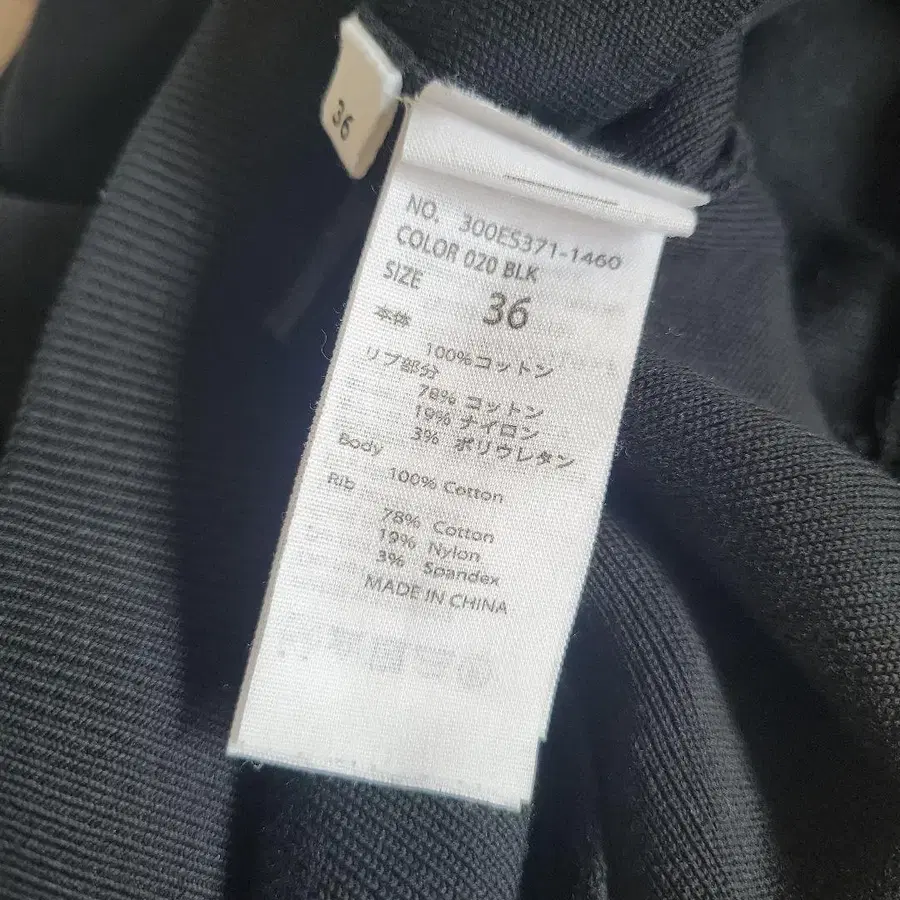 36
NO. 300ES371-1460
COLOR 020 BLK
SIZE 36
本体
100%コットン
リブ部分
78% コットン
19% ナイロン
3% ポリウレタン
Body
100% Cotton
Rib
78% Cotton
19% Nylon
3% Spandex
MADE IN CHINA